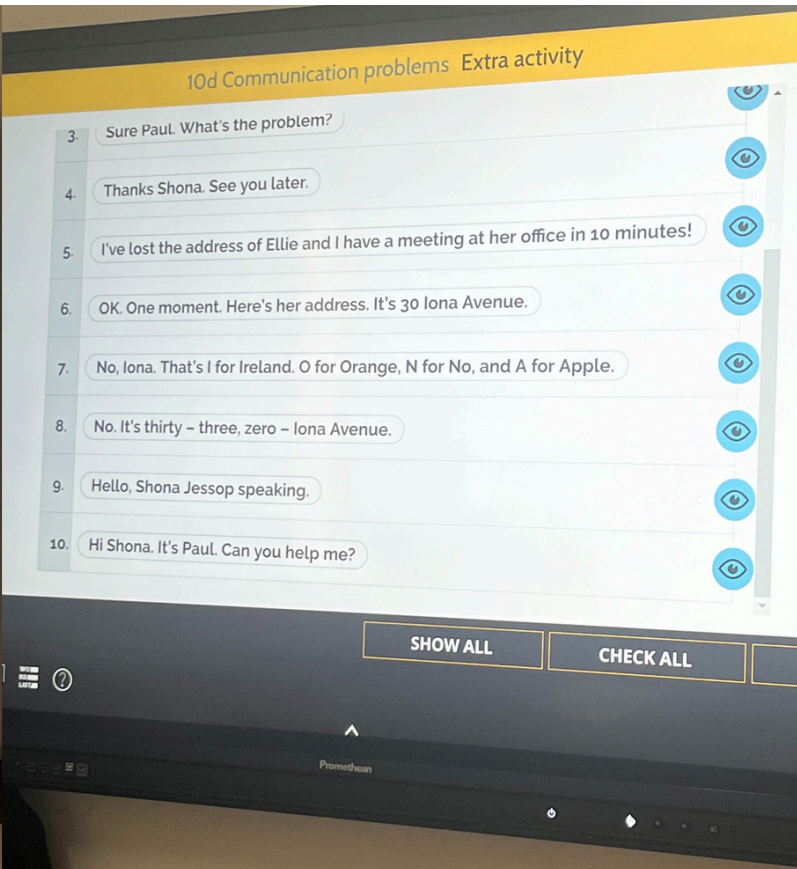 10d Communication problems Extra activity
3. Sure Paul. What's the problem?
4. Thanks Shona. See you later.
5. I've lost the address of Ellie and I have a meeting at her office in 10 minutes!
6. OK. One moment. Here's her address. It's 30 Iona Avenue.
7. No, Iona. That's I for Ireland. O for Orange, N for No, and A for Apple.
8. No. It's thirty – three, zero – Iona Avenue.
9. Hello, Shona Jessop speaking.
10. Hi Shona. It's Paul. Can you help me?
SHOW ALL
CHECK ALL
?
Promethean